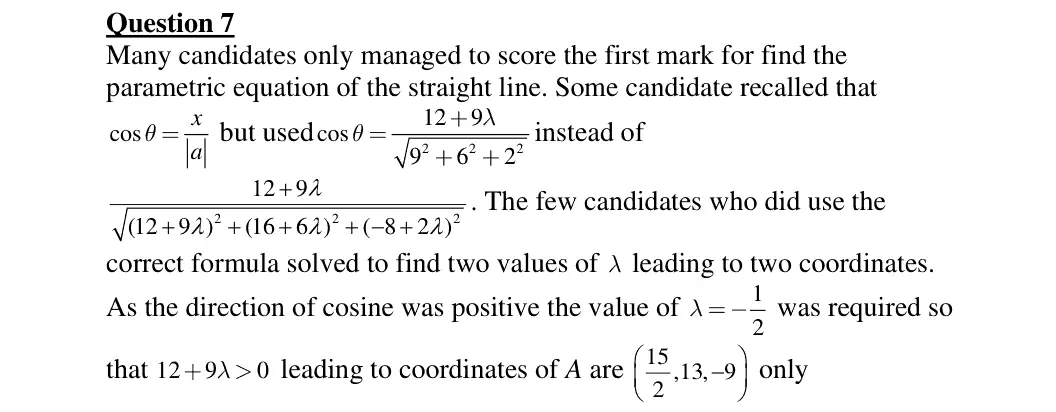 Question 7
Many candidates only managed to score the first mark for find the
parametric equation of the straight line. Some candidate recalled that
cos θ = x/|a| but used cos θ = (12+9λ)/√(9²+6²+2²) instead of
(12+9λ)/√((12+9λ)²+(16+6λ)²+(−8+2λ)²). The few candidates who did use the
correct formula solved to find two values of λ leading to two coordinates.
As the direction of cosine was positive the value of λ = −1/2 was required so
that 12+9λ > 0 leading to coordinates of A are (15/2, 13, −9) only